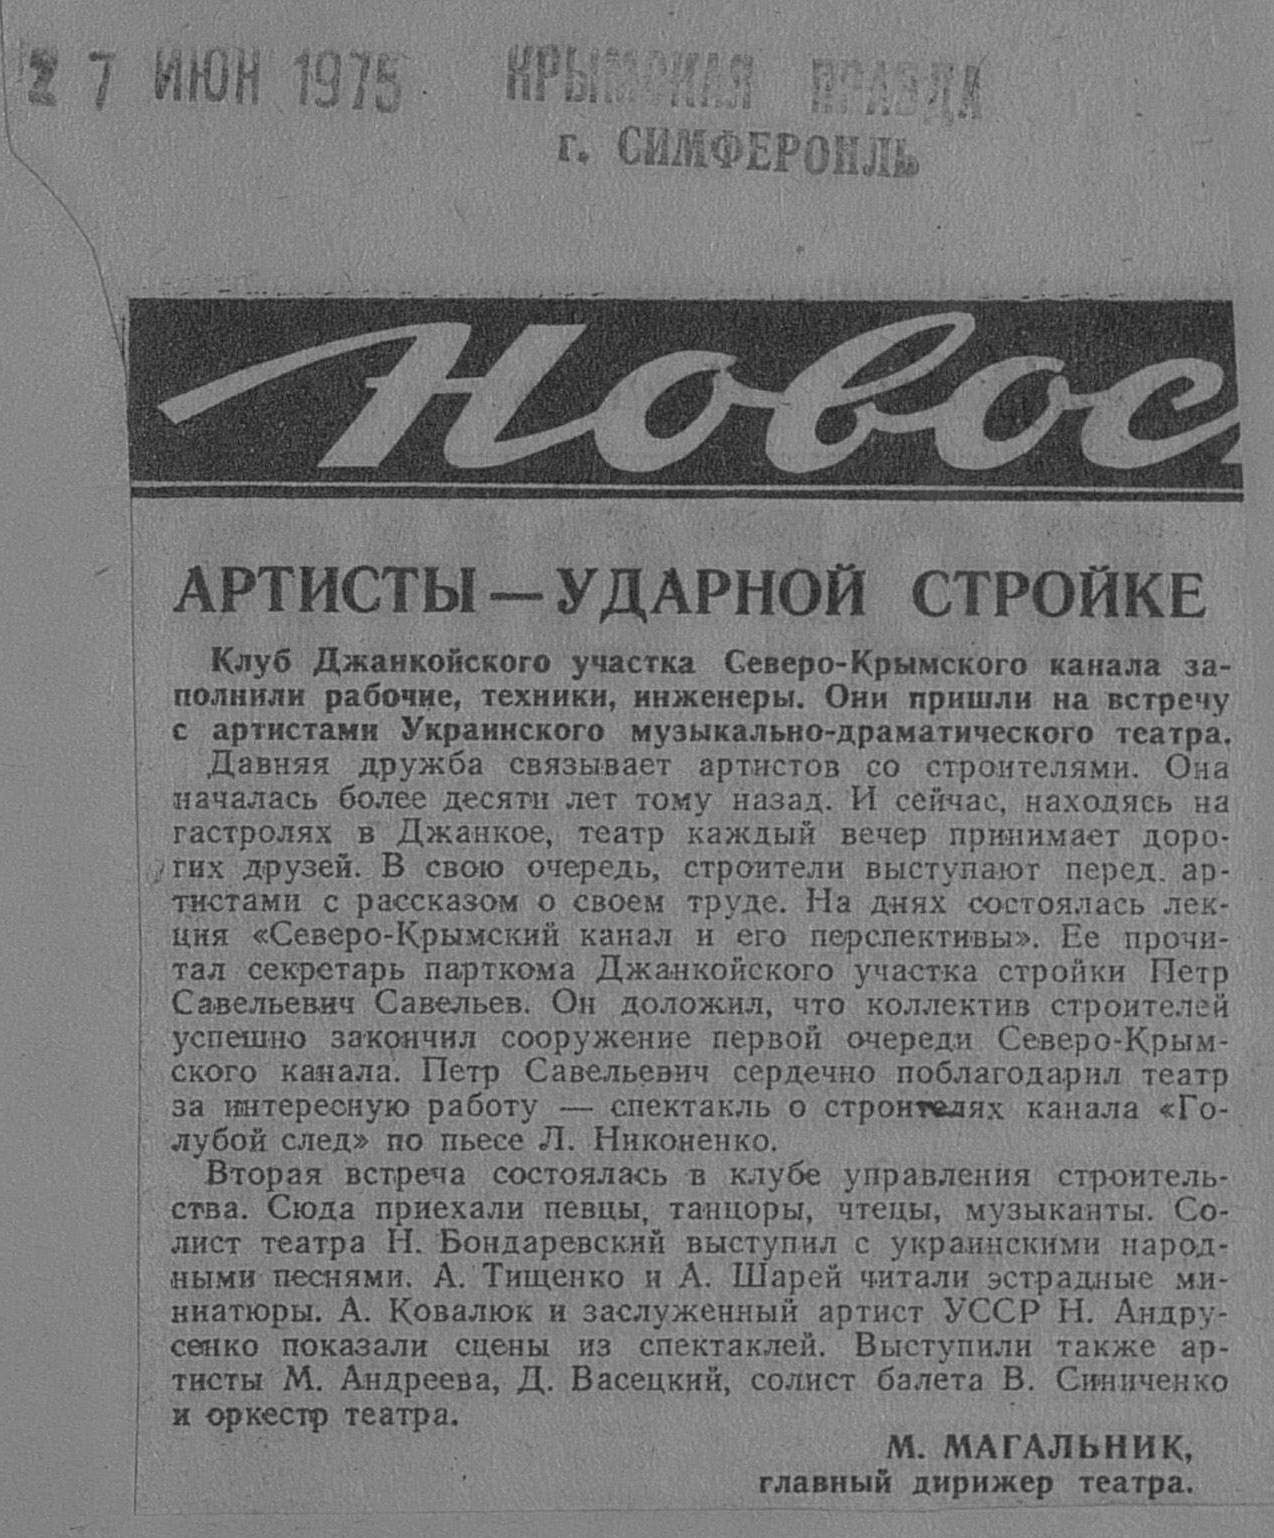 27 ИЮН 1975
КРЫМСКАЯ ПРАВДА
г. СИМФЕРОПЛЬ
Новос
АРТИСТЫ — УДАРНОЙ СТРОЙКЕ
Клуб Джанкойского участка Северо-Крымского канала за-
полнили рабочие, техники, инженеры. Они пришли на встречу
с артистами Украинского музыкально-драматического театра.
Давняя дружба связывает артистов со строителями. Она
началась более десяти лет тому назад. И сейчас, находясь на
гастролях в Джанкое, театр каждый вечер принимает доро-
гих друзей. В свою очередь, строители выступают перед. ар-
тистами с рассказом о своем труде. На днях состоялась лек-
ция «Северо-Крымский канал и его перспективы». Ее прочи-
тал секретарь парткома Джанкойского участка стройки Петр
Савельевич Савельев. Он доложил, что коллектив строителей
успешно закончил сооружение первой очереди Северо-Крым-
ского канала. Петр Савельевич сердечно поблагодарил театр
за интересную работу — спектакль о строителях канала «Го-
лубой след» по пьесе Л. Никоненко.
Вторая встреча состоялась в клубе управления строитель-
ства. Сюда приехали певцы, танцоры, чтецы, музыканты. Со-
лист театра Н. Бондаревский выступил с украинскими народ-
ными песнями. А. Тищенко и А. Шарей читали эстрадные ми-
ниатюры. А. Ковалюк и заслуженный артист УССР Н. Андру-
сенко показали сцены из спектаклей. Выступили также ар-
тисты М. Андреева, Д. Васецкий, солист балета В. Синиченко
и оркестр театра.
М. МАГАЛЬНИК,
главный дирижер театра.